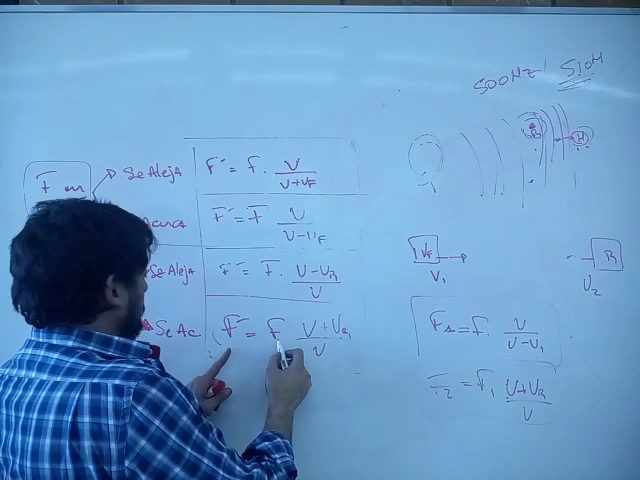 500Hz 510H
F m
Se Aleja F' = F . V / V+VF
Acerca F' = F V / V-VF
Se Aleja F' = F . V-VR / V
Se Ac F' = F V+VR / V
VF
V1
R
V2
F1 = F . V / V-V1
F2 = F1 V+VR / V